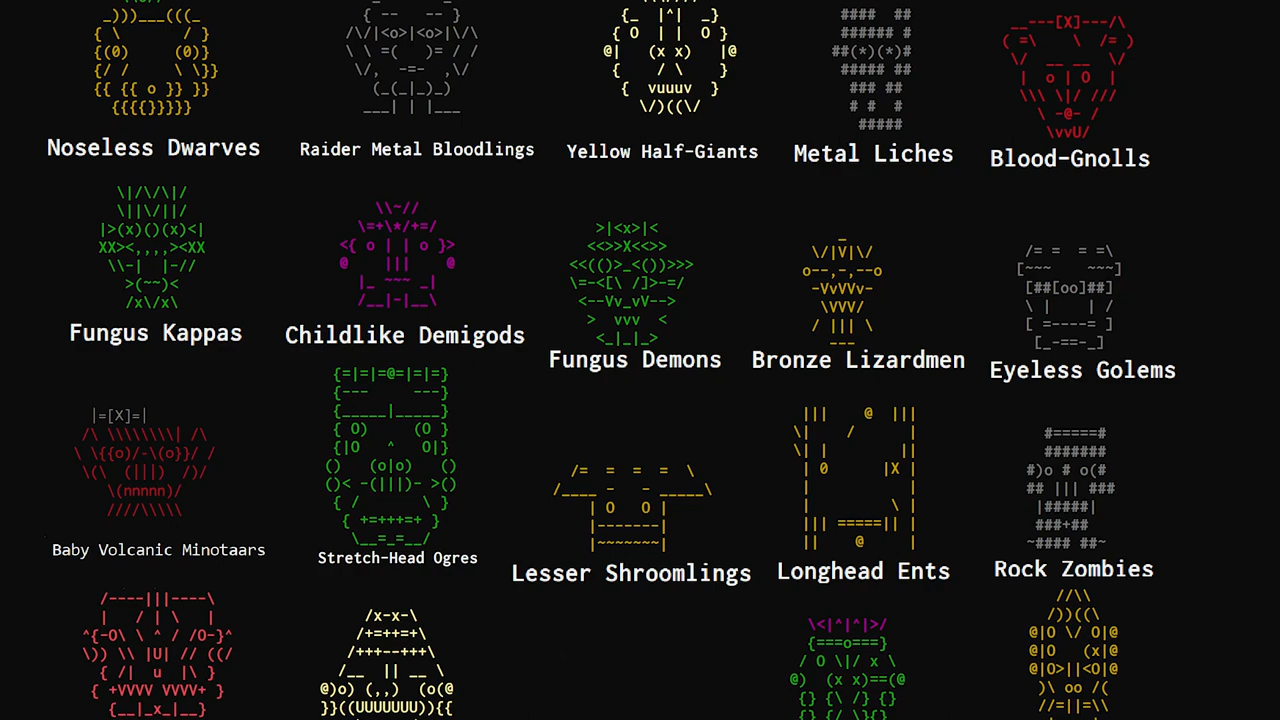 Noseless Dwarves
Raider Metal Bloodlings
Yellow Half-Giants
Metal Liches
Blood-Gnolls
Fungus Kappas
Childlike Demigods
Fungus Demons
Bronze Lizardmen
Eyeless Golems
Baby Volcanic Minotaars
Stretch-Head Ogres
Lesser Shroomlings
Longhead Ents
Rock Zombies